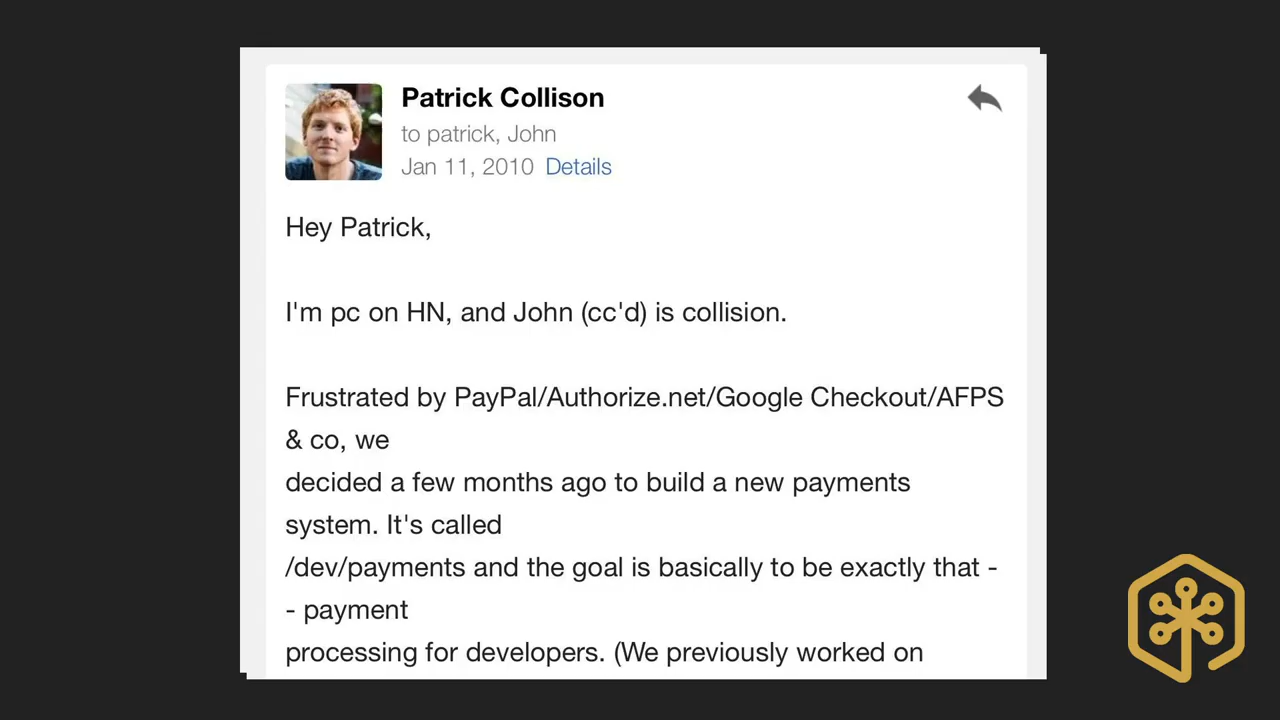 Patrick Collison
to patrick, John
Jan 11, 2010 Details
Hey Patrick,
I'm pc on HN, and John (cc'd) is collision.
Frustrated by PayPal/Authorize.net/Google Checkout/AFPS
& co, we
decided a few months ago to build a new payments
system. It's called
/dev/payments and the goal is basically to be exactly that -
- payment
processing for developers. (We previously worked on